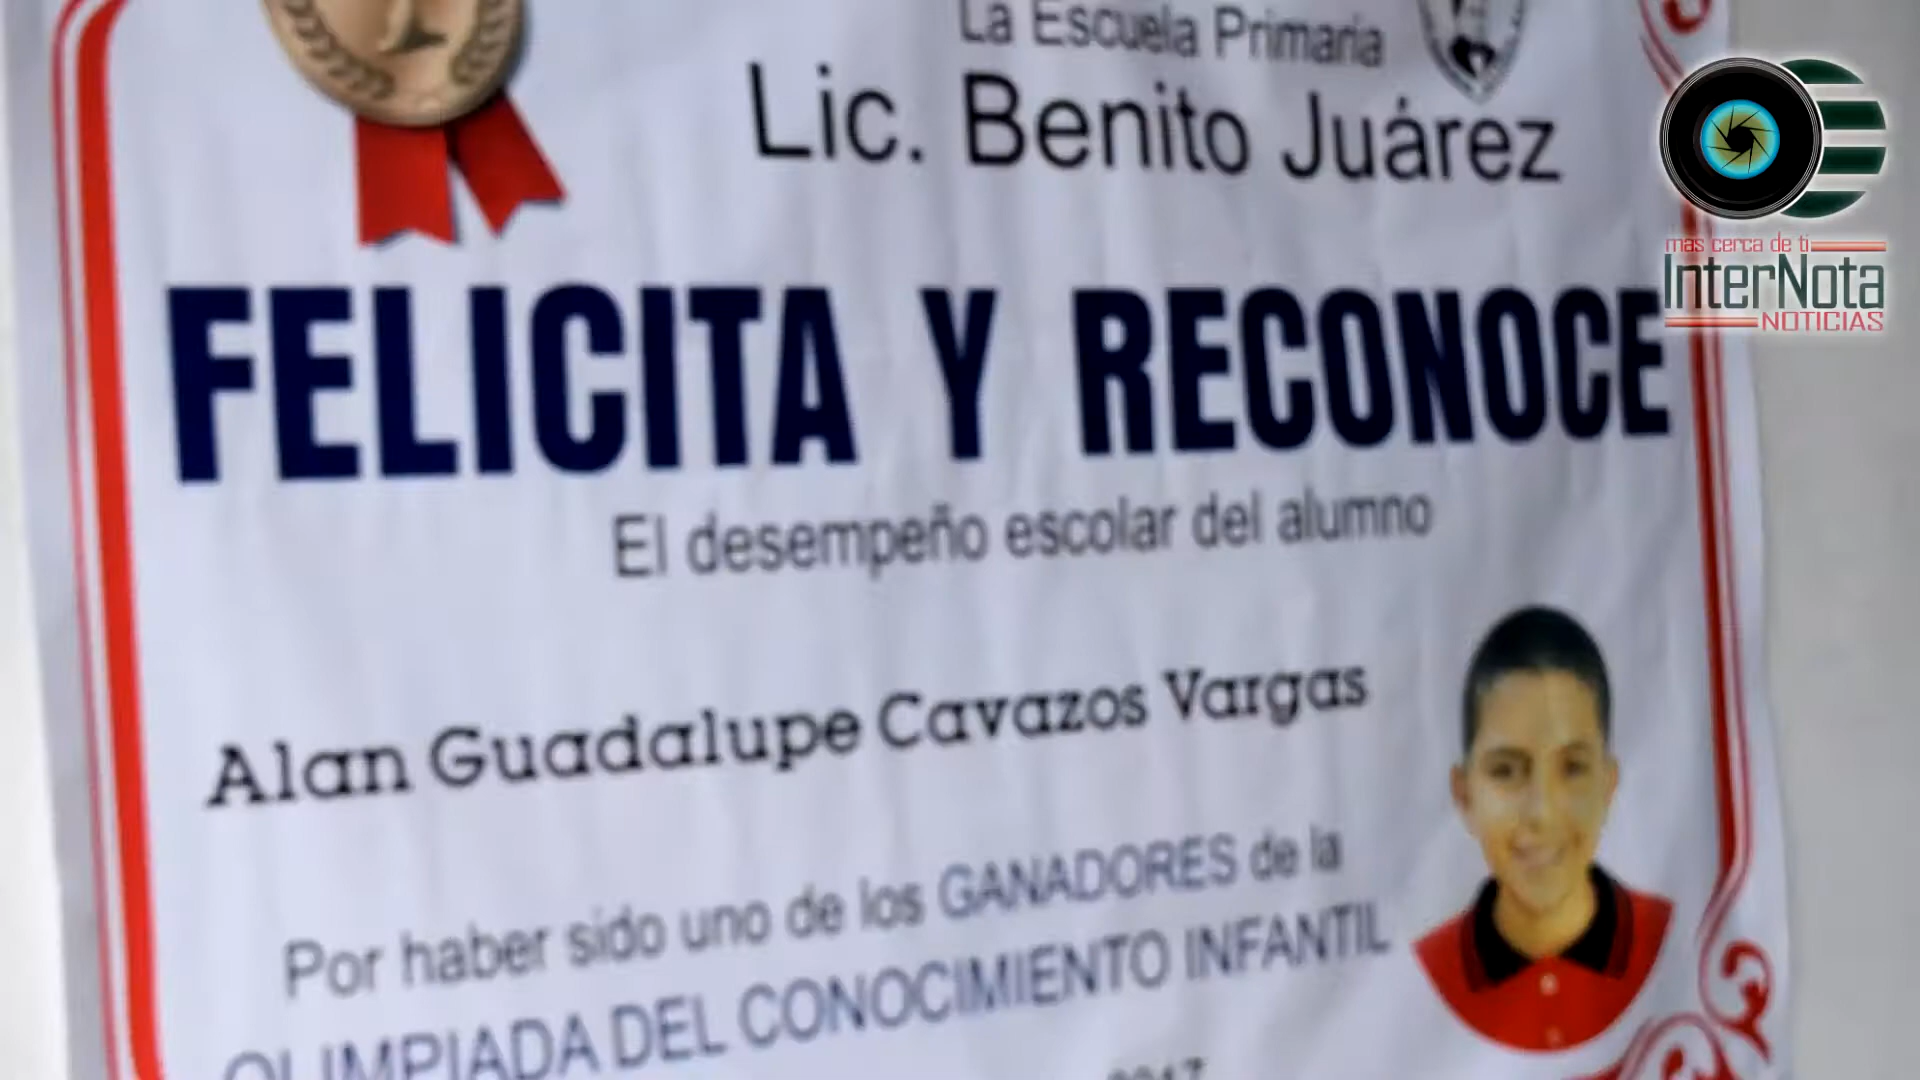 La Escuela Primaria
Lic. Benito Juárez
mas cerca de ti
InterNota
NOTICIAS
FELICITA Y RECONOCE
El desempeño escolar del alumno
Alan Guadalupe Cavazos Vargas
Por haber sido uno de los GANADORES de la
OLIMPIADA DEL CONOCIMIENTO INFANTIL
2017